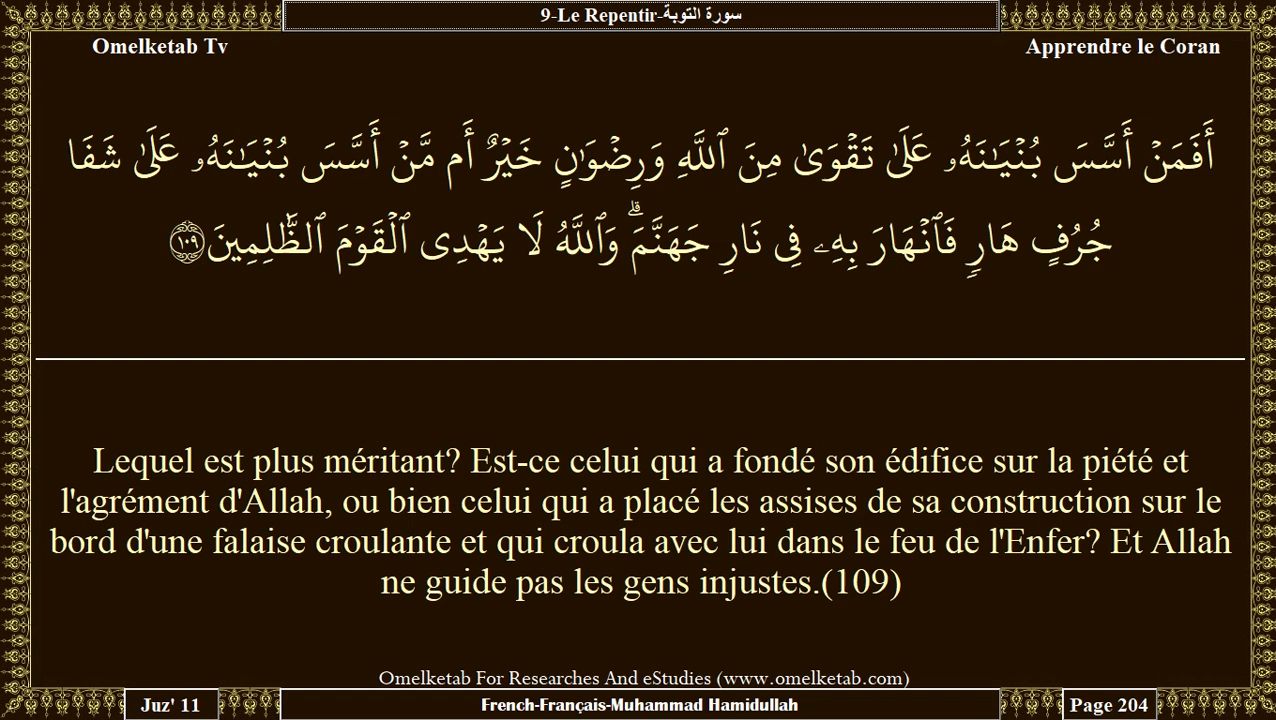 9-Le Repentir-سورة التوبة
Omelketab Tv
Apprendre le Coran
أَفَمَنْ أَسَّسَ بُنْيَـٰنَهُۥ عَلَىٰ تَقْوَىٰ مِنَ ٱللَّهِ وَرِضْوَٰنٍ خَيْرٌ أَم مَّنْ أَسَّسَ بُنْيَـٰنَهُۥ عَلَىٰ شَفَا
جُرُفٍ هَارٍ فَٱنْهَارَ بِهِۦ فِى نَارِ جَهَنَّمَ ۗ وَٱللَّهُ لَا يَهْدِى ٱلْقَوْمَ ٱلظَّـٰلِمِينَ ١٠٩
Lequel est plus méritant? Est-ce celui qui a fondé son édifice sur la piété et
l'agrément d'Allah, ou bien celui qui a placé les assises de sa construction sur le
bord d'une falaise croulante et qui croula avec lui dans le feu de l'Enfer? Et Allah
ne guide pas les gens injustes.(109)
Omelketab For Researches And eStudies (www.omelketab.com)
Juz' 11
French-Français-Muhammad Hamidullah
Page 204